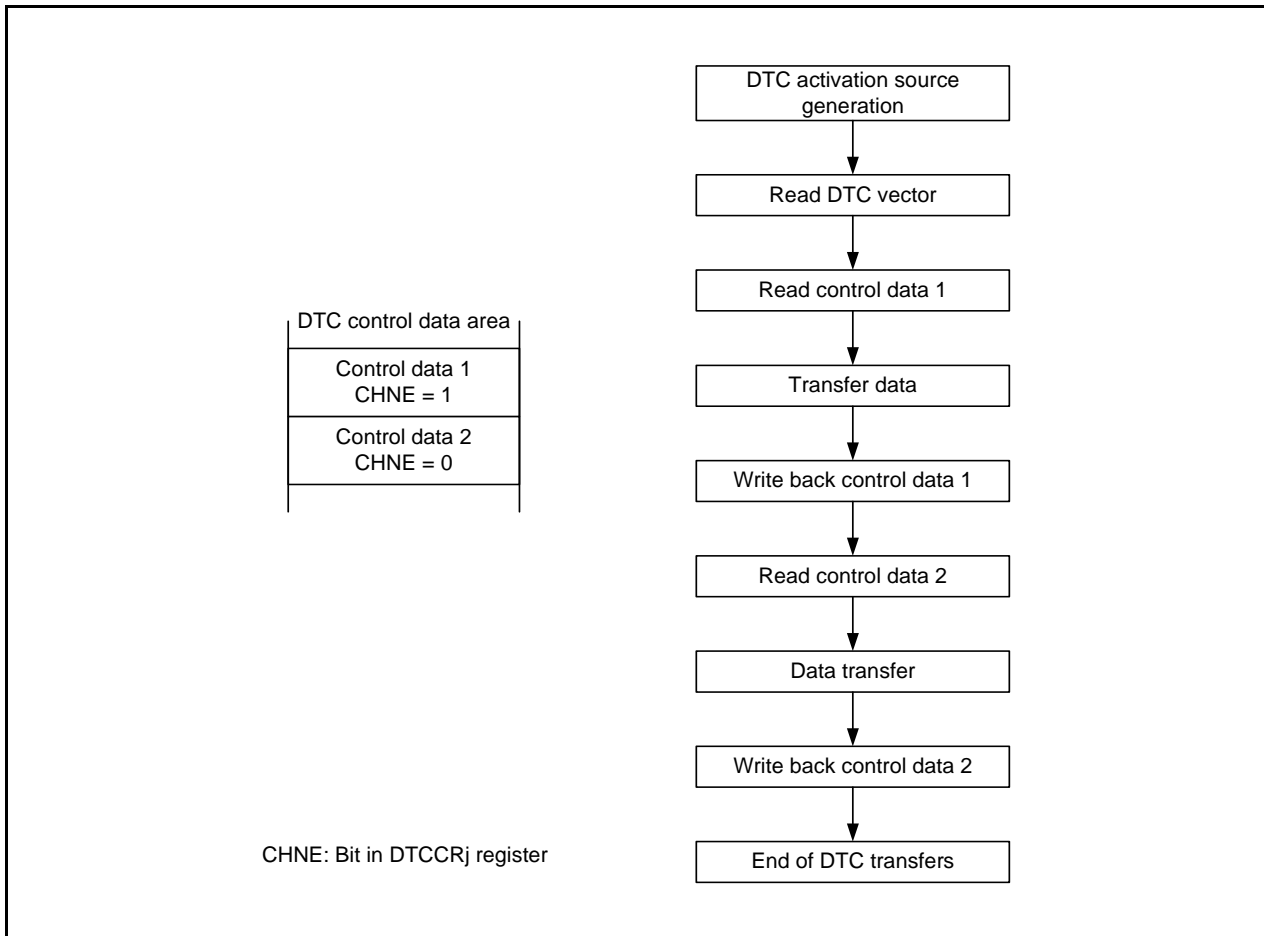 DTC activation source
generation
Read DTC vector
Read control data 1
Transfer data
Write back control data 1
Read control data 2
Data transfer
Write back control data 2
End of DTC transfers
DTC control data area
Control data 1
CHNE = 1
Control data 2
CHNE = 0
CHNE: Bit in DTCCRj register